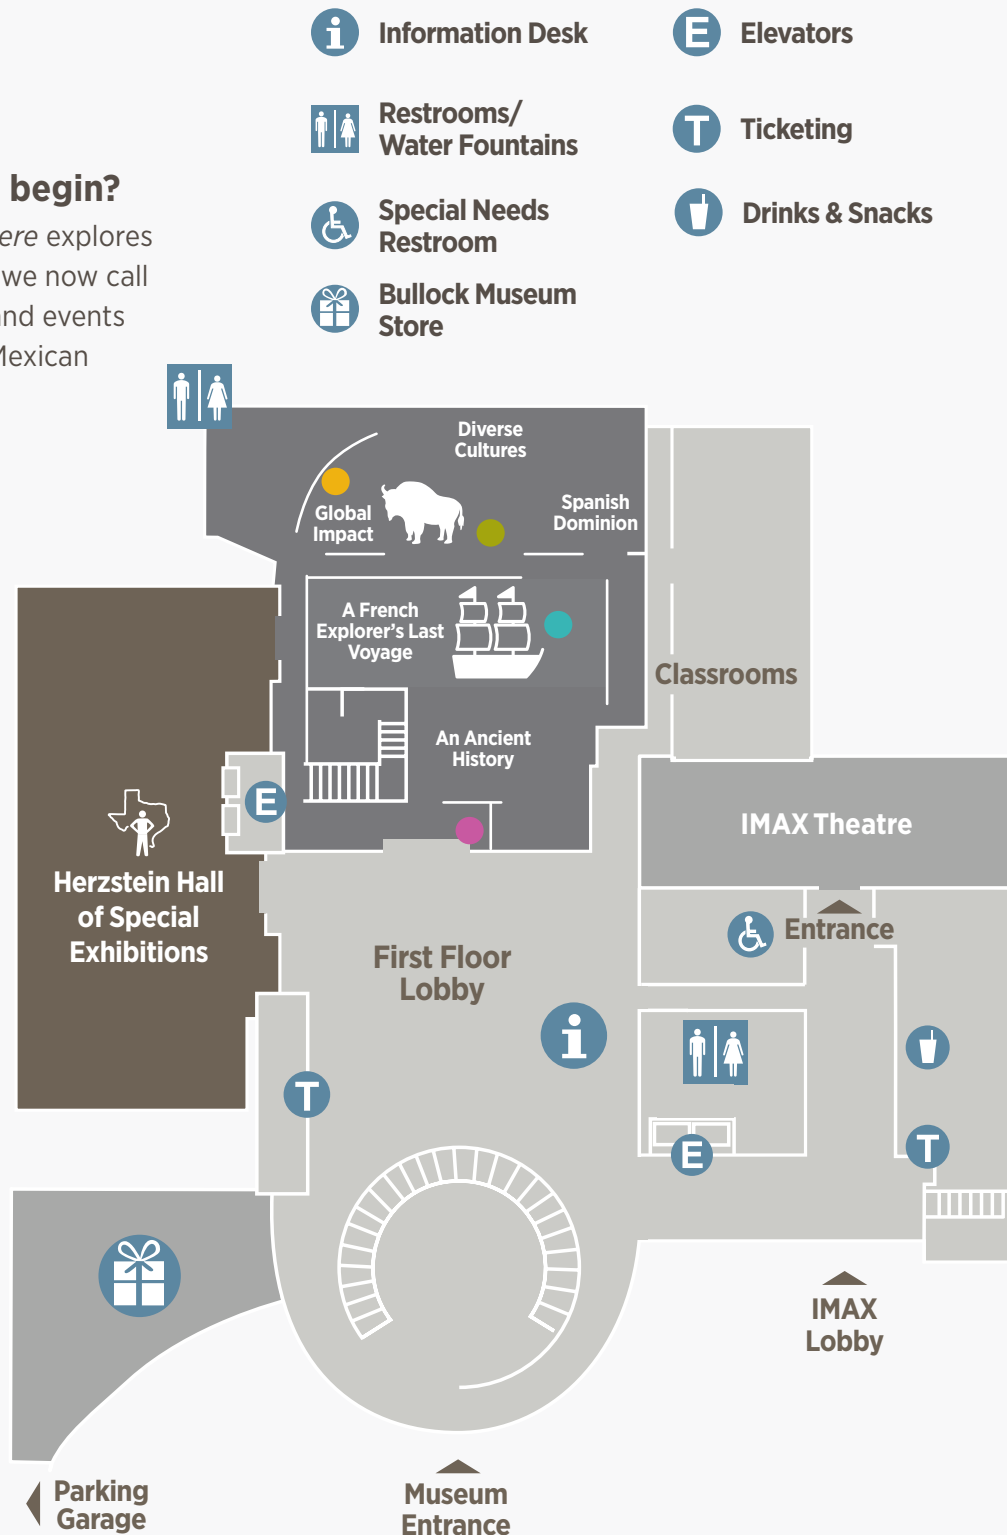 Information Desk
Elevators
Restrooms/
Water Fountains
T
Ticketing
begin?
ere explores
we now call
nd events
Mexican
Special Needs
Restroom
Drinks & Snacks
Bullock Museum
Store
i
E
Diverse
Cultures
Global
Impact
Spanish
Dominion
A French
Explorer's Last
Voyage
Classrooms
An Ancient
History
E
IMAX Theatre
Herzstein Hall
of Special
Exhibitions
Entrance
First Floor
Lobby
i
T
E
T
IMAX
Lobby
Parking
Garage
Museum
Entrance